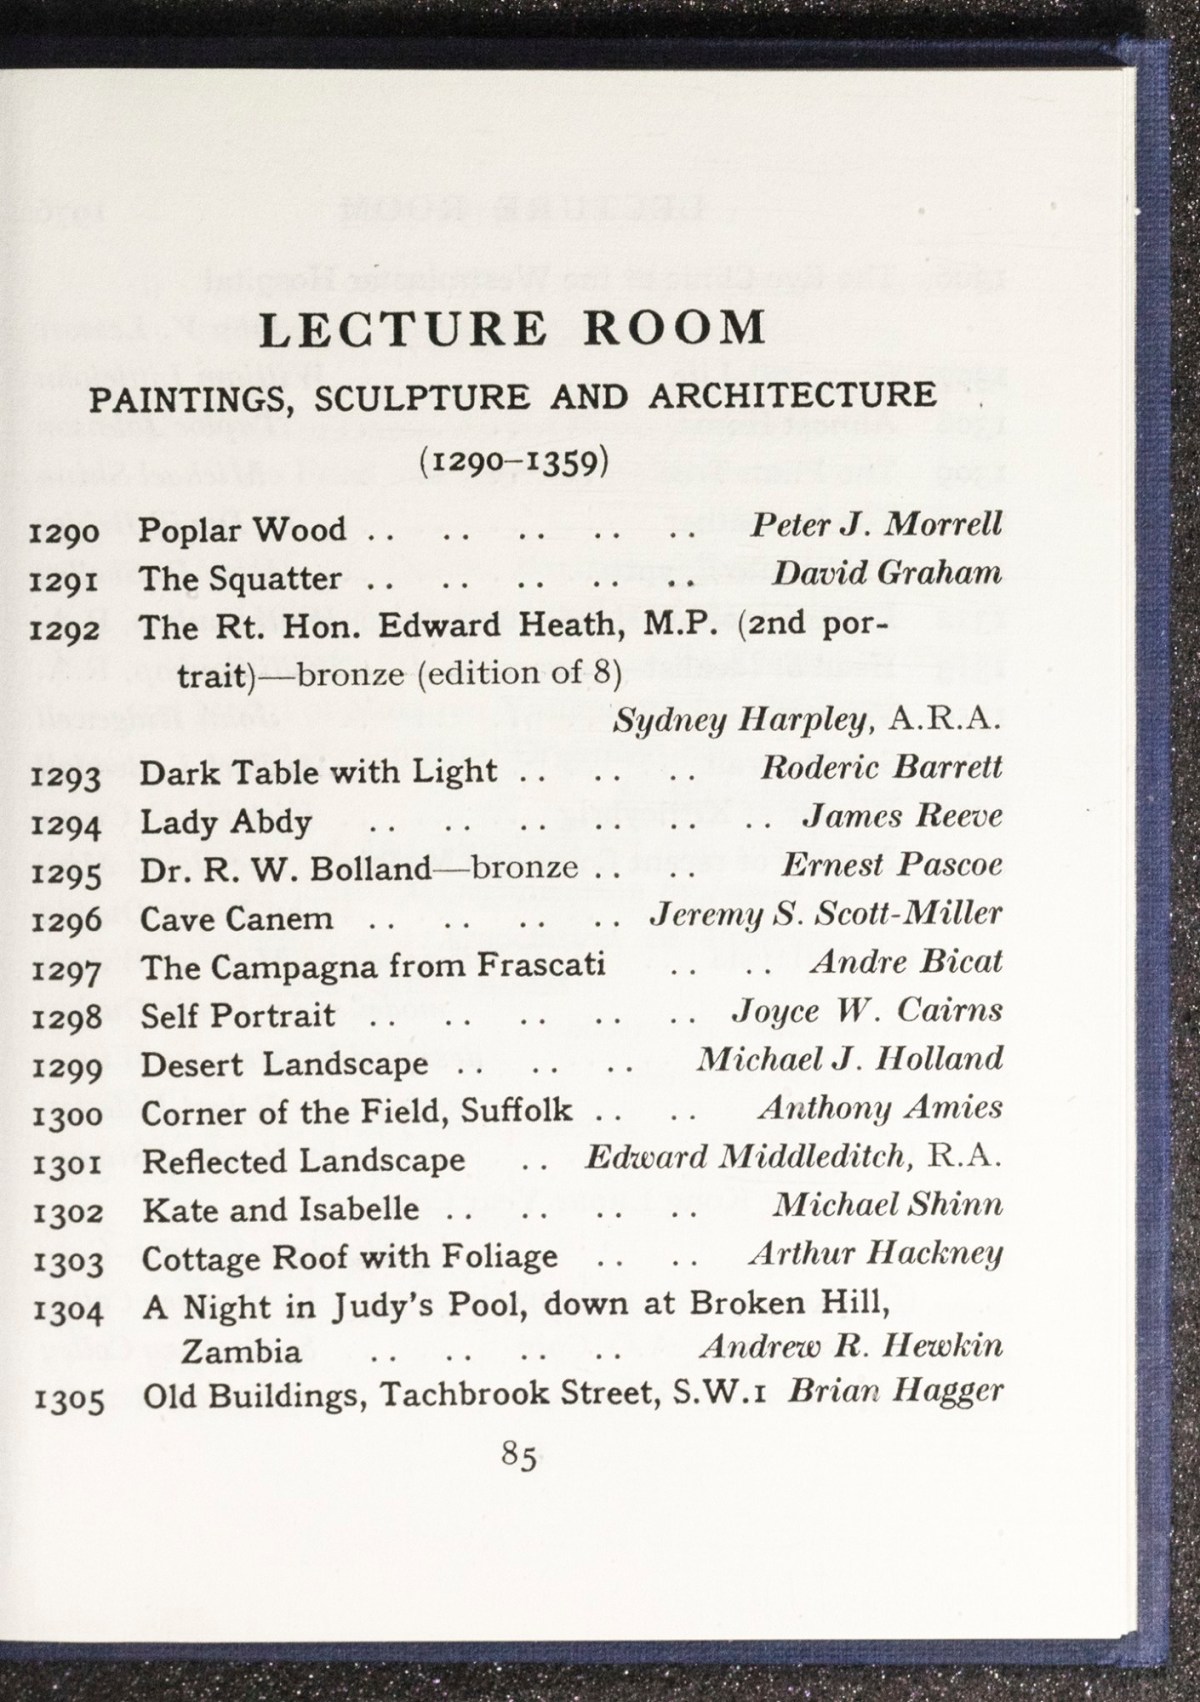 LECTURE ROOM
PAINTINGS, SCULPTURE AND ARCHITECTURE
(1290–1359)
1290 Poplar Wood .. .. .. .. .. Peter J. Morrell
1291 The Squatter .. .. .. .. .. David Graham
1292 The Rt. Hon. Edward Heath, M.P. (2nd por-
trait)—bronze (edition of 8)
Sydney Harpley, A.R.A.
1293 Dark Table with Light .. .. .. Roderic Barrett
1294 Lady Abdy .. .. .. .. .. .. James Reeve
1295 Dr. R. W. Bolland—bronze .. .. Ernest Pascoe
1296 Cave Canem .. .. .. .. Jeremy S. Scott-Miller
1297 The Campagna from Frascati .. .. Andre Bicat
1298 Self Portrait .. .. .. .. .. Joyce W. Cairns
1299 Desert Landscape .. .. .. Michael J. Holland
1300 Corner of the Field, Suffolk .. .. Anthony Amies
1301 Reflected Landscape .. Edward Middleditch, R.A.
1302 Kate and Isabelle .. .. .. .. Michael Shinn
1303 Cottage Roof with Foliage .. .. Arthur Hackney
1304 A Night in Judy's Pool, down at Broken Hill,
Zambia .. .. .. .. Andrew R. Hewkin
1305 Old Buildings, Tachbrook Street, S.W.1 Brian Hagger
85